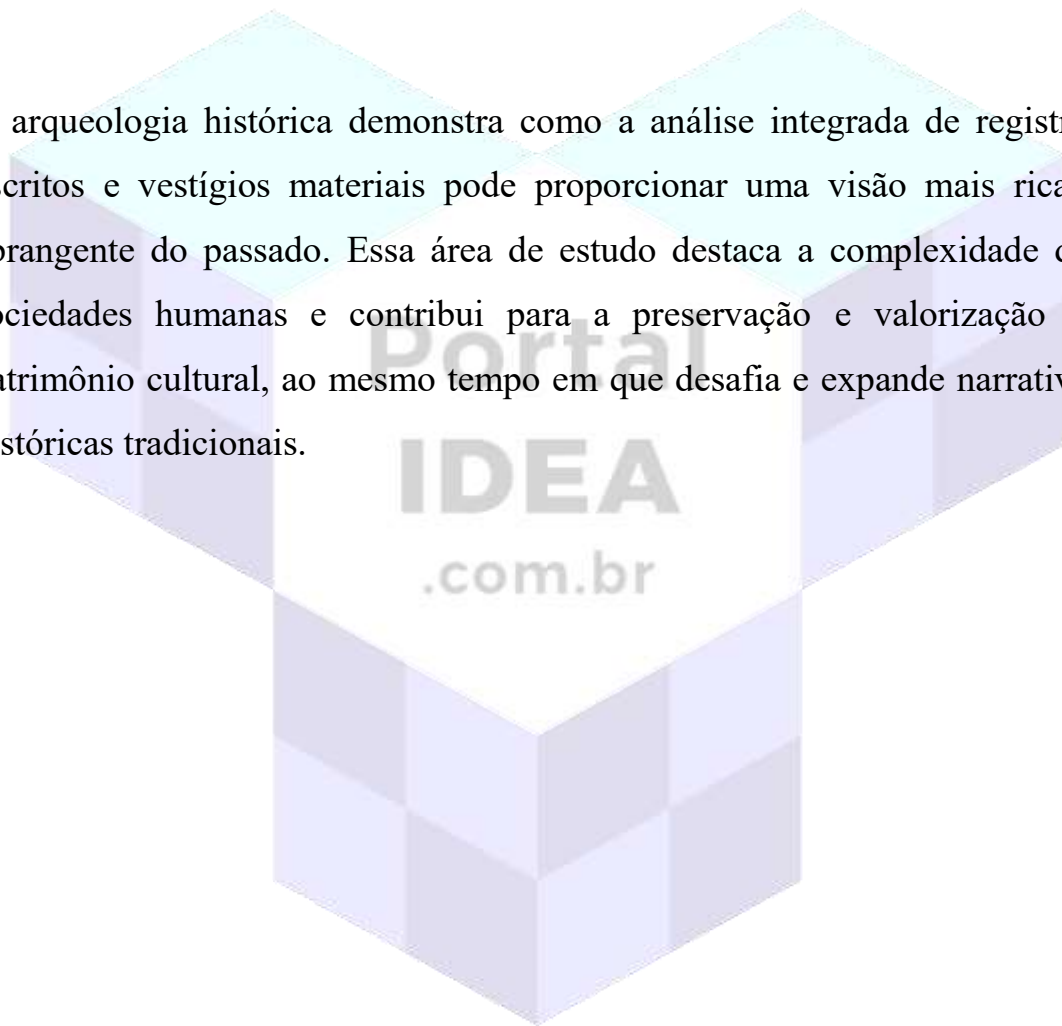 arqueologia histórica demonstra como a análise integrada de registr
critos e vestígios materiais pode proporcionar uma visão mais rica
brangente do passado. Essa área de estudo destaca a complexidade d
ociedades humanas e contribui para a preservação e valorização
atrimônio cultural, ao mesmo tempo em que desafia e expande narrativ
stóricas tradicionais.
Portal
IDEA
.com.br